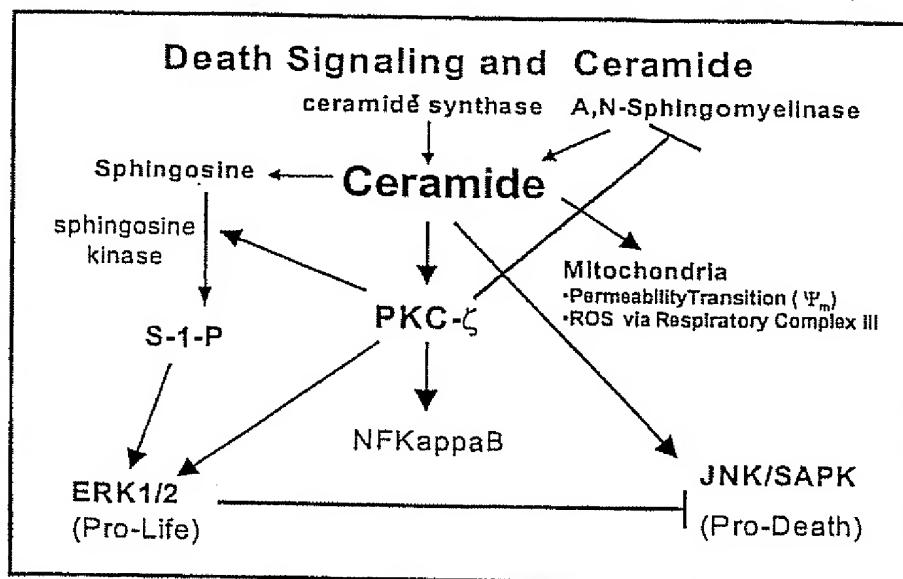 Death Signaling and Ceramide
ceramide synthase
A,N-Sphingomyelinase
Sphingosine
Ceramide
sphingosine
kinase
Mitochondria
•PermeabilityTransition (Ψm)
•ROS via Respiratory Complex III
PKC-ζ
S-1-P
NFKappaB
ERK1/2
(Pro-Life)
JNK/SAPK
(Pro-Death)